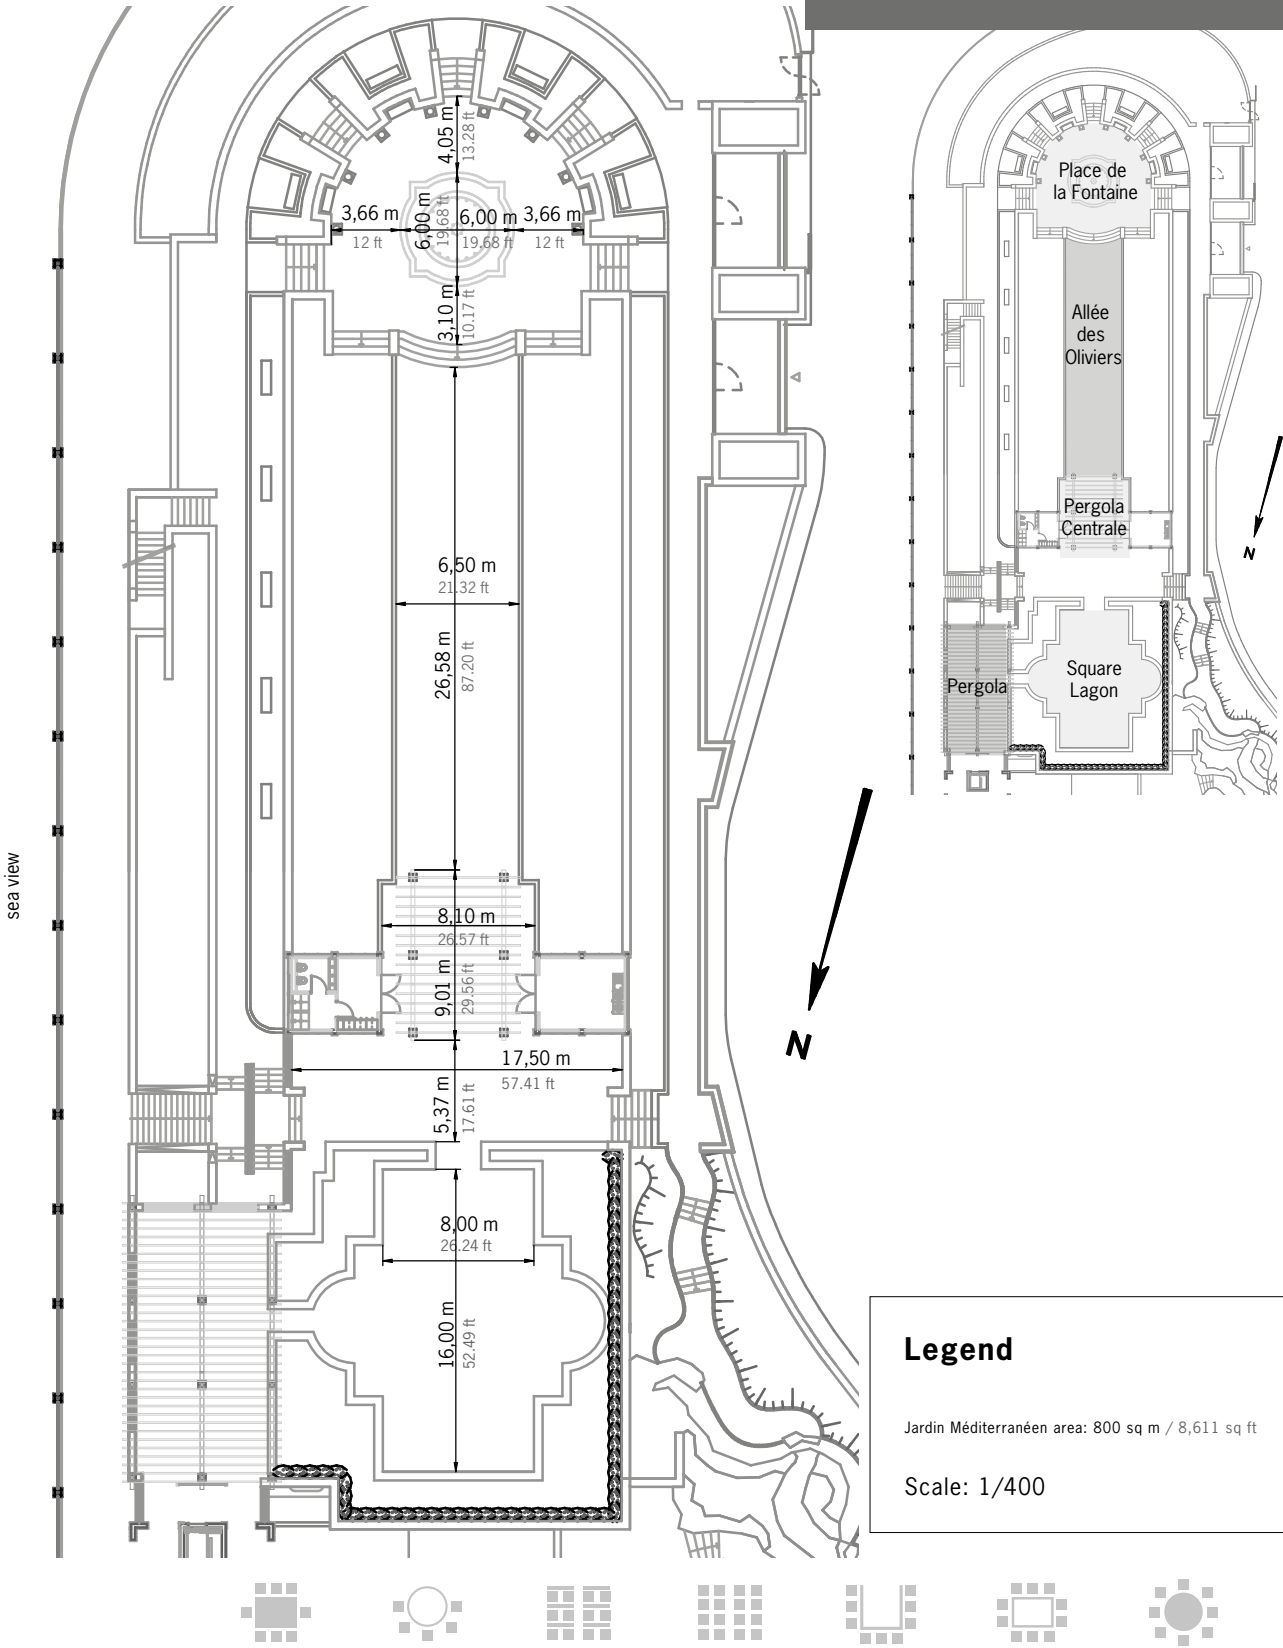 4,05 m
13.28 ft
3,66 m
12 ft
6,00 m
19.68 ft
6,00 m
19.68 ft
3,66 m
12 ft
3,10 m
10.17 ft
6,50 m
21.32 ft
26,58 m
87.20 ft
8,10 m
26.57 ft
9,01 m
29.56 ft
17,50 m
57.41 ft
5,37 m
17.61 ft
8,00 m
26.24 ft
16,00 m
52.49 ft
sea view
N
Place de
la Fontaine
Allée
des
Oliviers
Pergola
Centrale
Pergola
Square
Lagon
N
Legend
Jardin Méditerranéen area: 800 sq m / 8,611 sq ft
Scale: 1/400